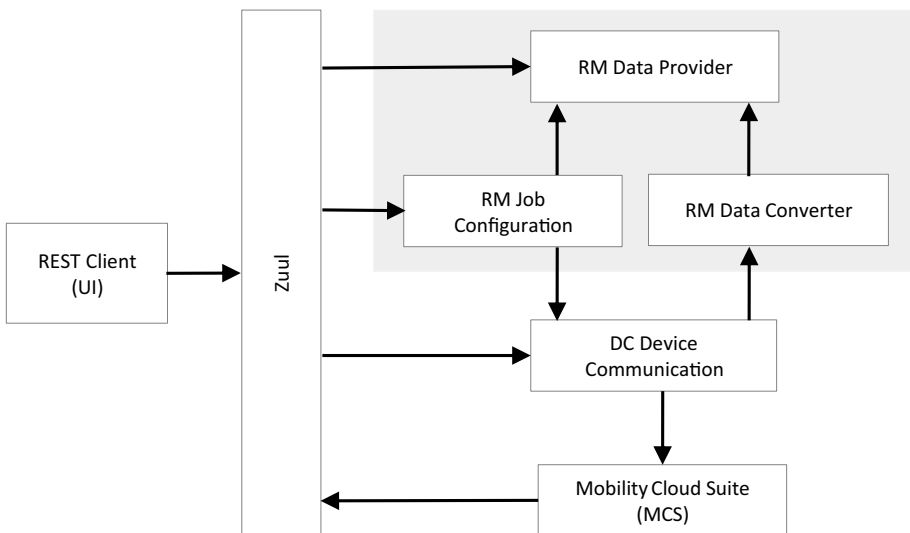 RM Data Provider
RM Job
Configuration
RM Data Converter
REST Client
(UI)
Zuul
DC Device
Communication
Mobility Cloud Suite
(MCS)